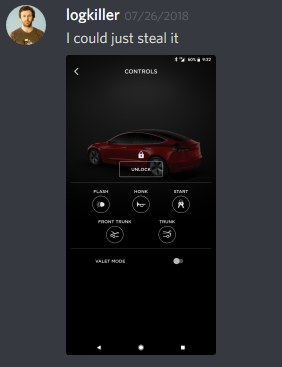 logkiller 07/26/2018
I could just steal it
60% 9:32
CONTROLS
UNLOCK
FLASH HONK START
FRONT TRUNK TRUNK
VALET MODE